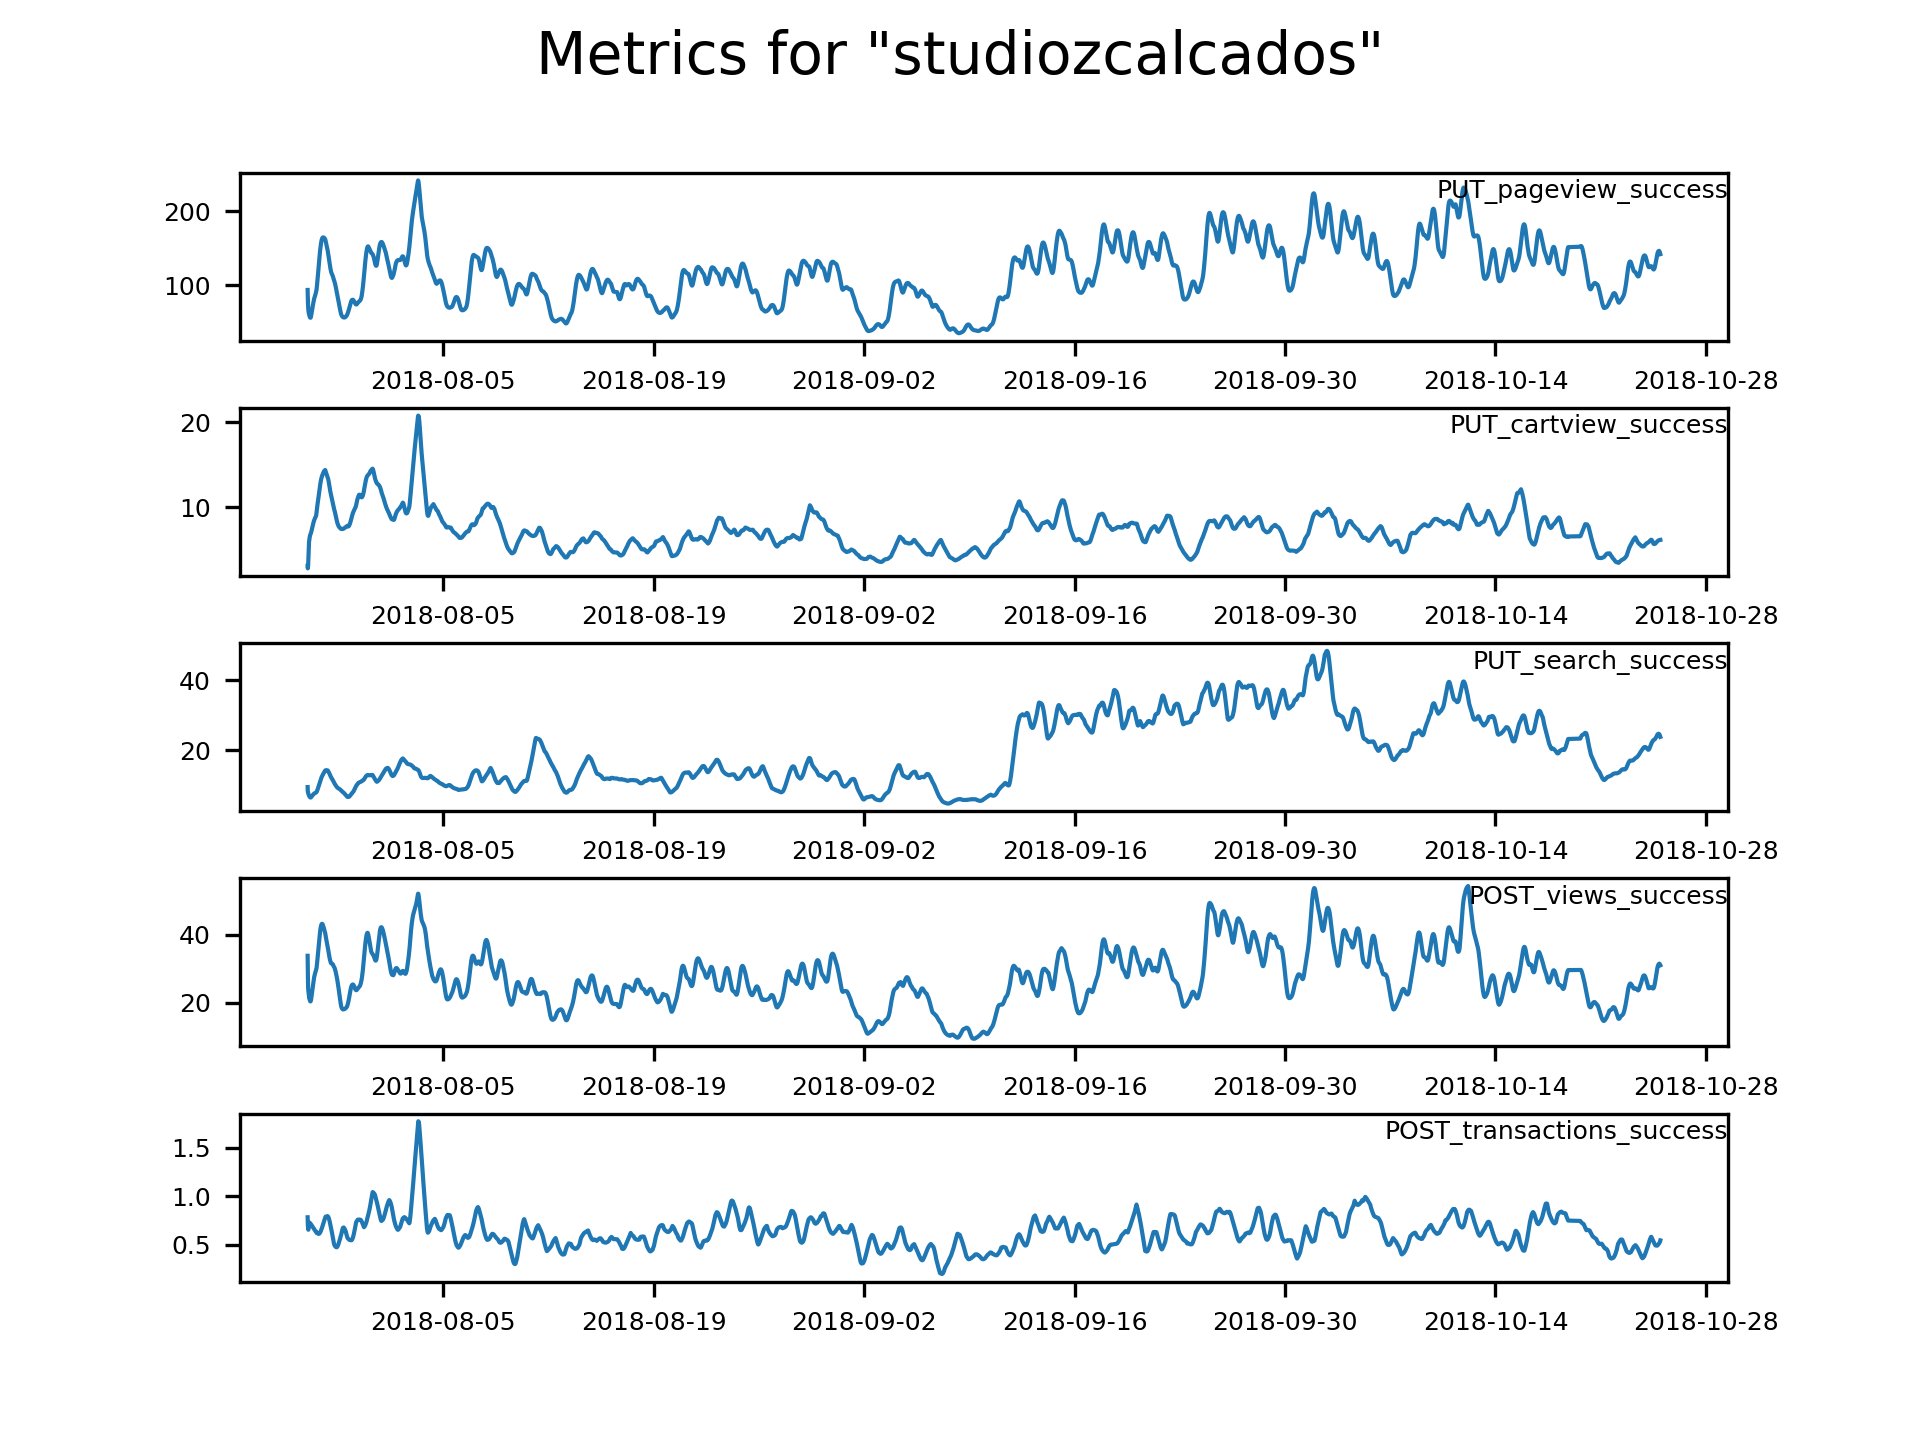 Metrics for "studiozcalcados"
PUT_pageview_success
200
100
2018-08-05 2018-08-19 2018-09-02 2018-09-16 2018-09-30 2018-10-14 2018-10-28
PUT_cartview_success
20
10
2018-08-05 2018-08-19 2018-09-02 2018-09-16 2018-09-30 2018-10-14 2018-10-28
PUT_search_success
40
20
2018-08-05 2018-08-19 2018-09-02 2018-09-16 2018-09-30 2018-10-14 2018-10-28
POST_views_success
40
20
2018-08-05 2018-08-19 2018-09-02 2018-09-16 2018-09-30 2018-10-14 2018-10-28
POST_transactions_success
1.5
1.0
0.5
2018-08-05 2018-08-19 2018-09-02 2018-09-16 2018-09-30 2018-10-14 2018-10-28